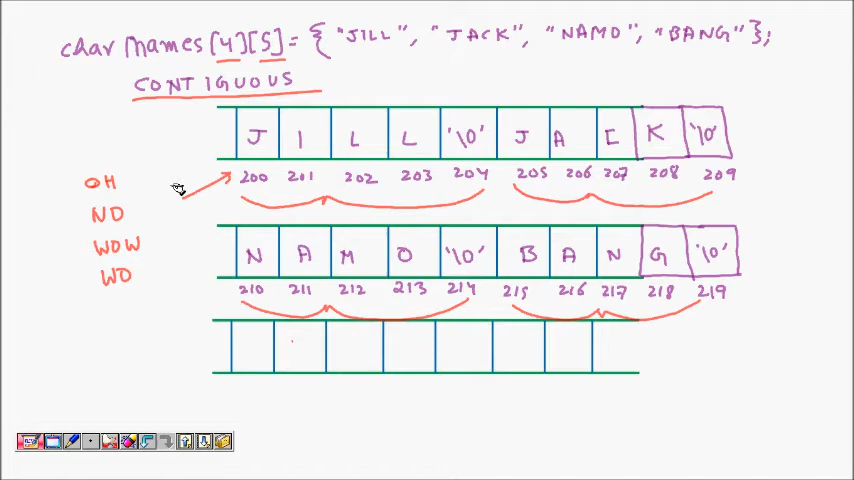 char names[4][5]= {"JILL", "JACK", "NAMO", "BANG"};
CONTIGUOUS
J I L L '\0' J A C K '\0'
200 201 202 203 204 205 206 207 208 209
OH
NO
WOW
WO
N A M O '\0' B A N G '\0'
210 211 212 213 214 215 216 217 218 219